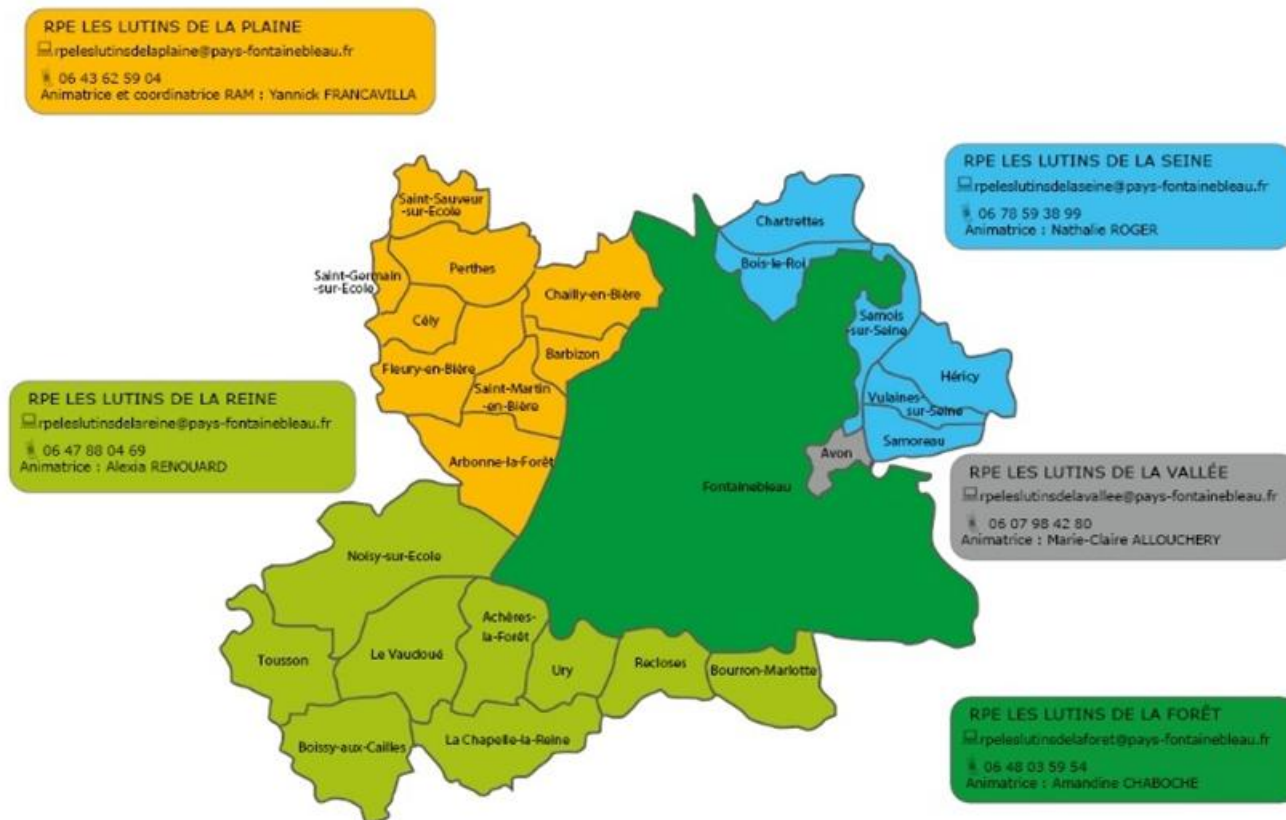 RPE LES LUTINS DE LA PLAINE
rpeleslutinsdelaplaine@pays-fontainebleau.fr
06 43 62 59 04
Animatrice et coordinatrice RAM : Yannick FRANCAVILLA
RPE LES LUTINS DE LA SEINE
rpeleslutinsdelaseine@pays-fontainebleau.fr
06 78 59 38 99
Animatrice : Nathalie ROGER
Saint-Sauveur
-sur-Ecole
Chartrettes
Perthes
Bois-le-Roi
Saint-Germain
-sur-Ecole
Chailly-en-Bière
Cély
Samois
-sur-Seine
Barbizon
Fleury-en-Bière
Héricy
Saint-Martin
-en-Bière
Vulaines-
-sur-Seine
RPE LES LUTINS DE LA REINE
rpeleslutinsdelareine@pays-fontainebleau.fr
06 47 88 04 69
Animatrice : Alexia RENOUARD
Samoreau
Arbonne-la-Forêt
Avon
Fontainebleau
RPE LES LUTINS DE LA VALLÉE
rpeleslutinsdelavallee@pays-fontainebleau.fr
06 07 98 42 80
Animatrice : Marie-Claire ALLOUCHERY
Noisy-sur-Ecole
Achères-
-la-Forêt
Tousson
Le Vaudoué
Ury
Recloses
Bourron-Marlotte
La Chapelle-la-Reine
Boissy-aux-Cailles
RPE LES LUTINS DE LA FORÊT
rpeleslutinsdelaforet@pays-fontainebleau.fr
06 48 03 59 54
Animatrice : Amandine CHABOCHE